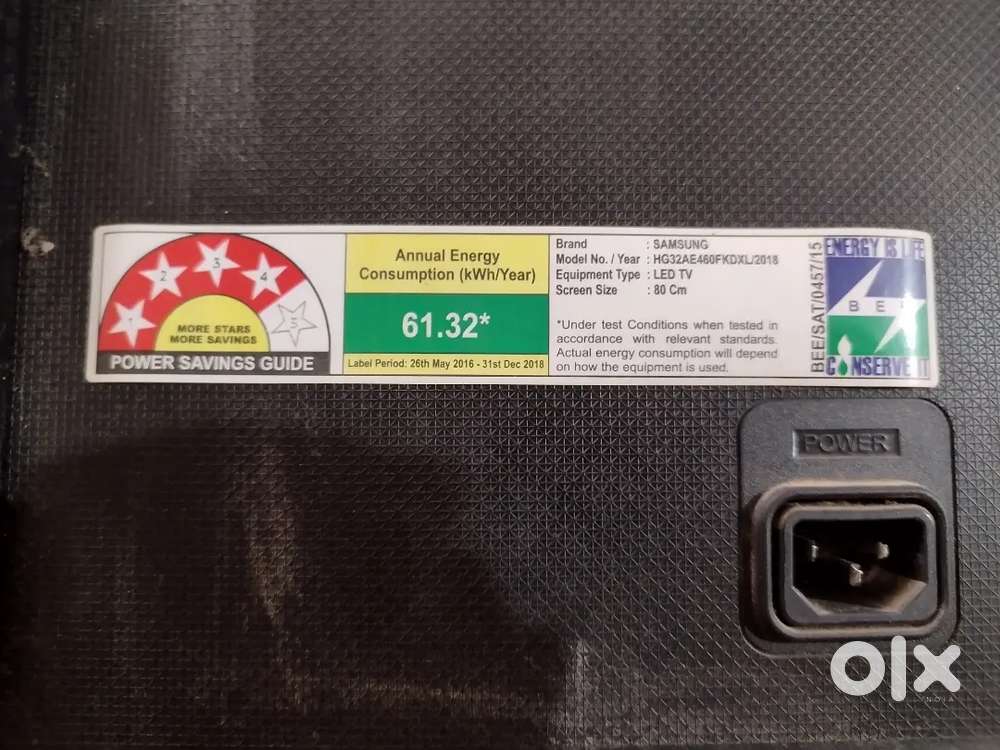 2
3
4
5
MORE STARS
MORE SAVINGS
POWER SAVINGS GUIDE
Annual Energy
Consumption (kWh/Year)
61.32*
Label Period: 26th May 2016 - 31st Dec 2018
Brand : SAMSUNG
Model No. / Year : HG32AE460FKDXL/2018
Equipment Type : LED TV
Screen Size : 80 Cm
*Under test Conditions when tested in
accordance with relevant standards.
Actual energy consumption will depend
on how the equipment is used.
BEE/SAT/0457/15
ENERGY IS LIFE
BEE
CONSERVE IT
POWER
olx
INDIA